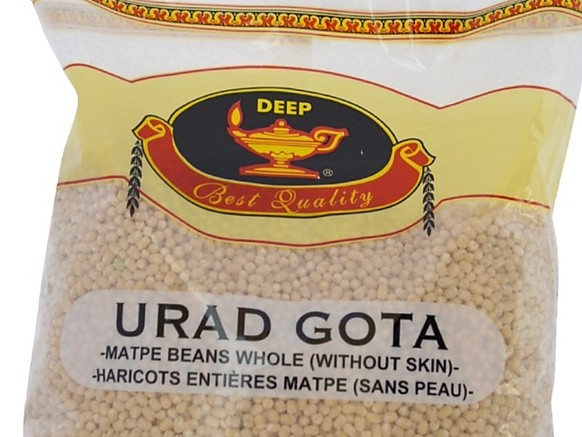 DEEP
®
Best Quality
URAD GOTA
-MATPE BEANS WHOLE (WITHOUT SKIN)-
-HARICOTS ENTIÈRES MATPE (SANS PEAU)-